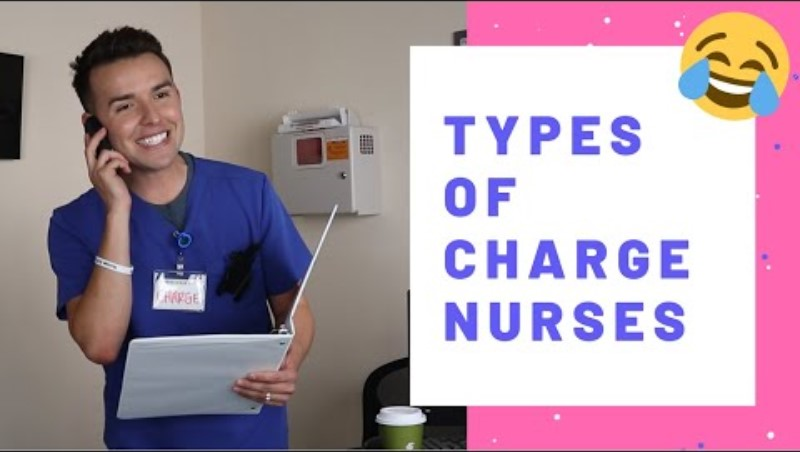 CHARGE
TYPES
OF
CHARGE
NURSES